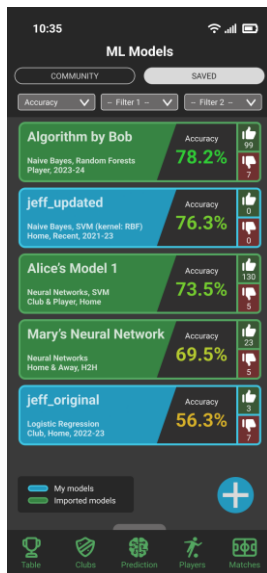 10:35
ML Models
COMMUNITY
SAVED
Accuracy
– Filter 1 –
– Filter 2 –
Algorithm by Bob
Naive Bayes, Random Forests
Player, 2023-24
Accuracy
78.2%
99
7
jeff_updated
Naive Bayes, SVM (kernel: RBF)
Home, Recent, 2021-23
Accuracy
76.3%
0
0
Alice's Model 1
Neural Networks, SVM
Club & Player, Home
Accuracy
73.5%
130
5
Mary's Neural Network
Neural Networks
Home & Away, H2H
Accuracy
69.5%
23
5
jeff_original
Logistic Regression
Club, Home, 2022-23
Accuracy
56.3%
3
7
My models
Imported models
Table
Clubs
Prediction
Players
Matches